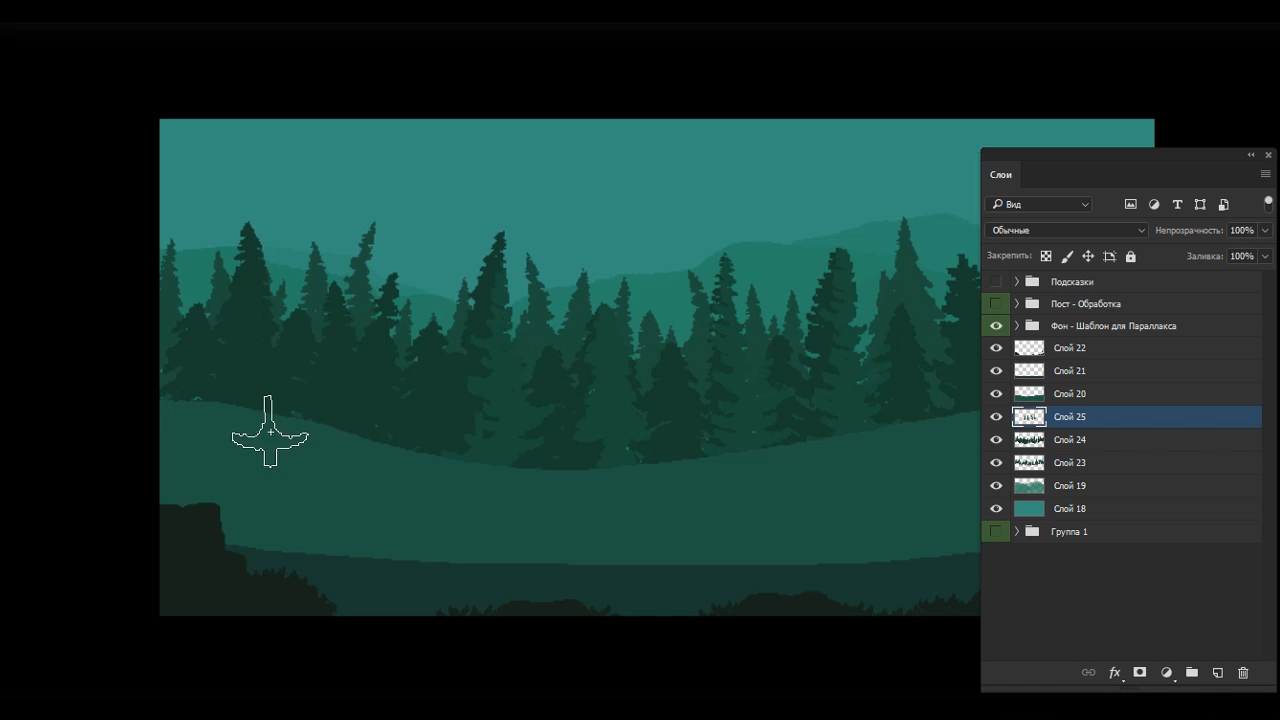 Слои
Вид
Обычные
Непрозрачность: 100%
Закрепить:
Заливка: 100%
Подсказки
Пост - Обработка
Фон - Шаблон для Параллакса
Слой 22
Слой 21
Слой 20
Слой 25
Слой 24
Слой 23
Слой 19
Слой 18
Группа 1
fx